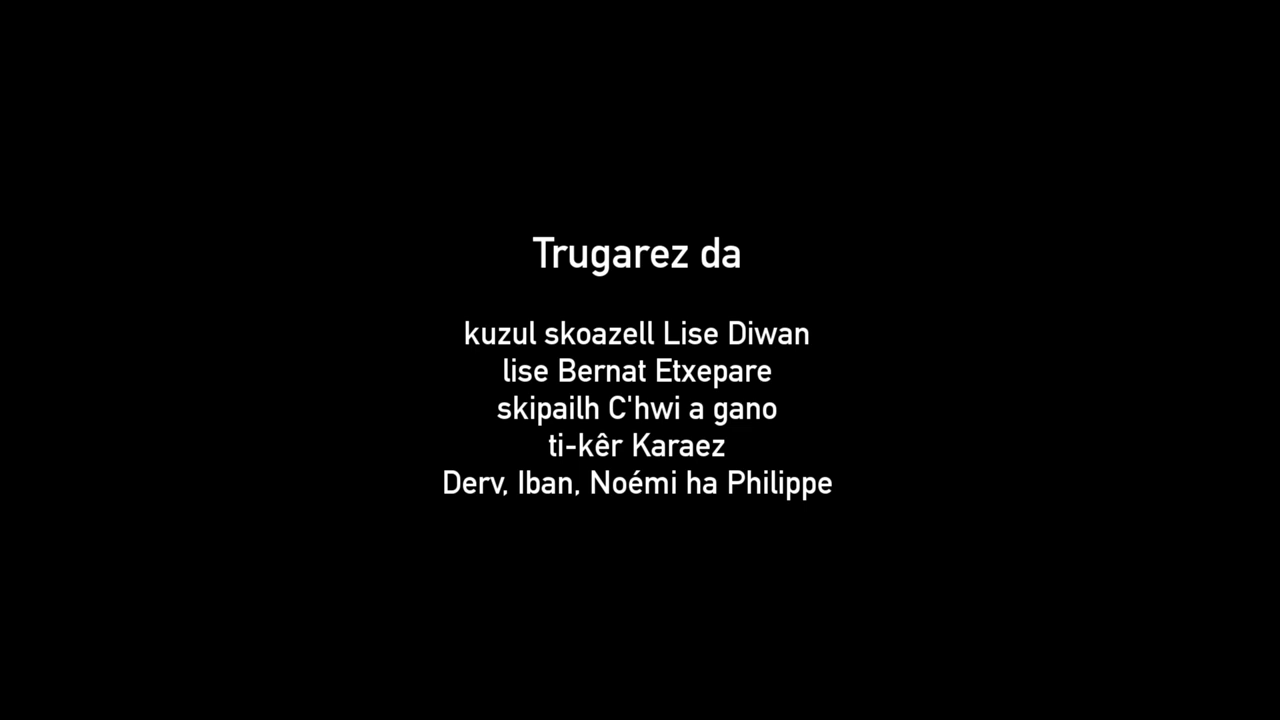 Trugarez da
kuzul skoazell Lise Diwan
lise Bernat Etxepare
skipailh C'hwi a gano
ti-kêr Karaez
Derv, Iban, Noémi ha Philippe